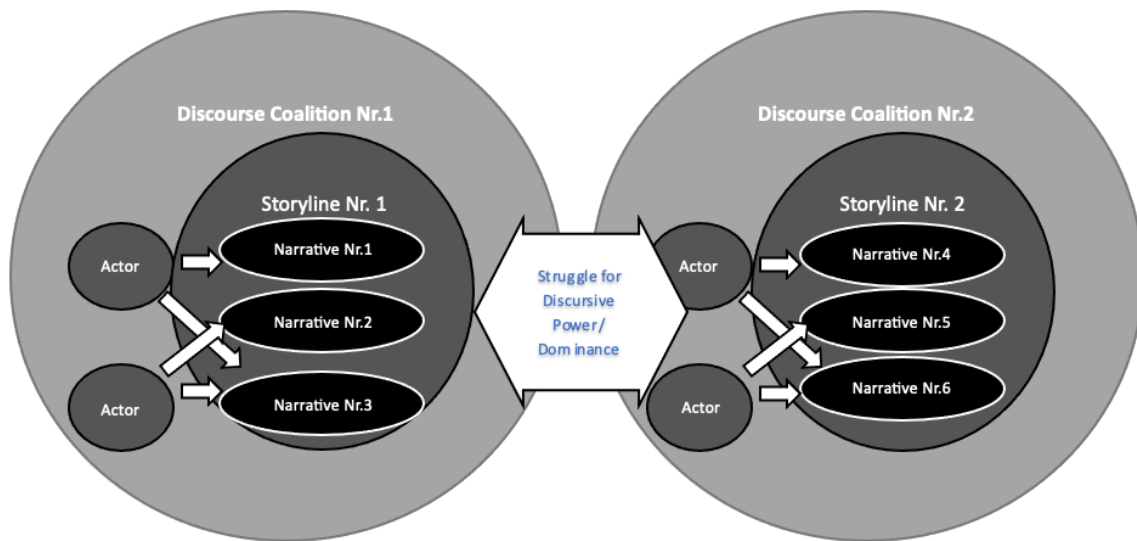 Discourse Coalition Nr.1
Storyline Nr. 1
Actor
Narrative Nr.1
Narrative Nr.2
Actor
Narrative Nr.3
Struggle for
Discursive
Power/
Dominance
Discourse Coalition Nr.2
Storyline Nr. 2
Actor
Narrative Nr.4
Narrative Nr.5
Actor
Narrative Nr.6